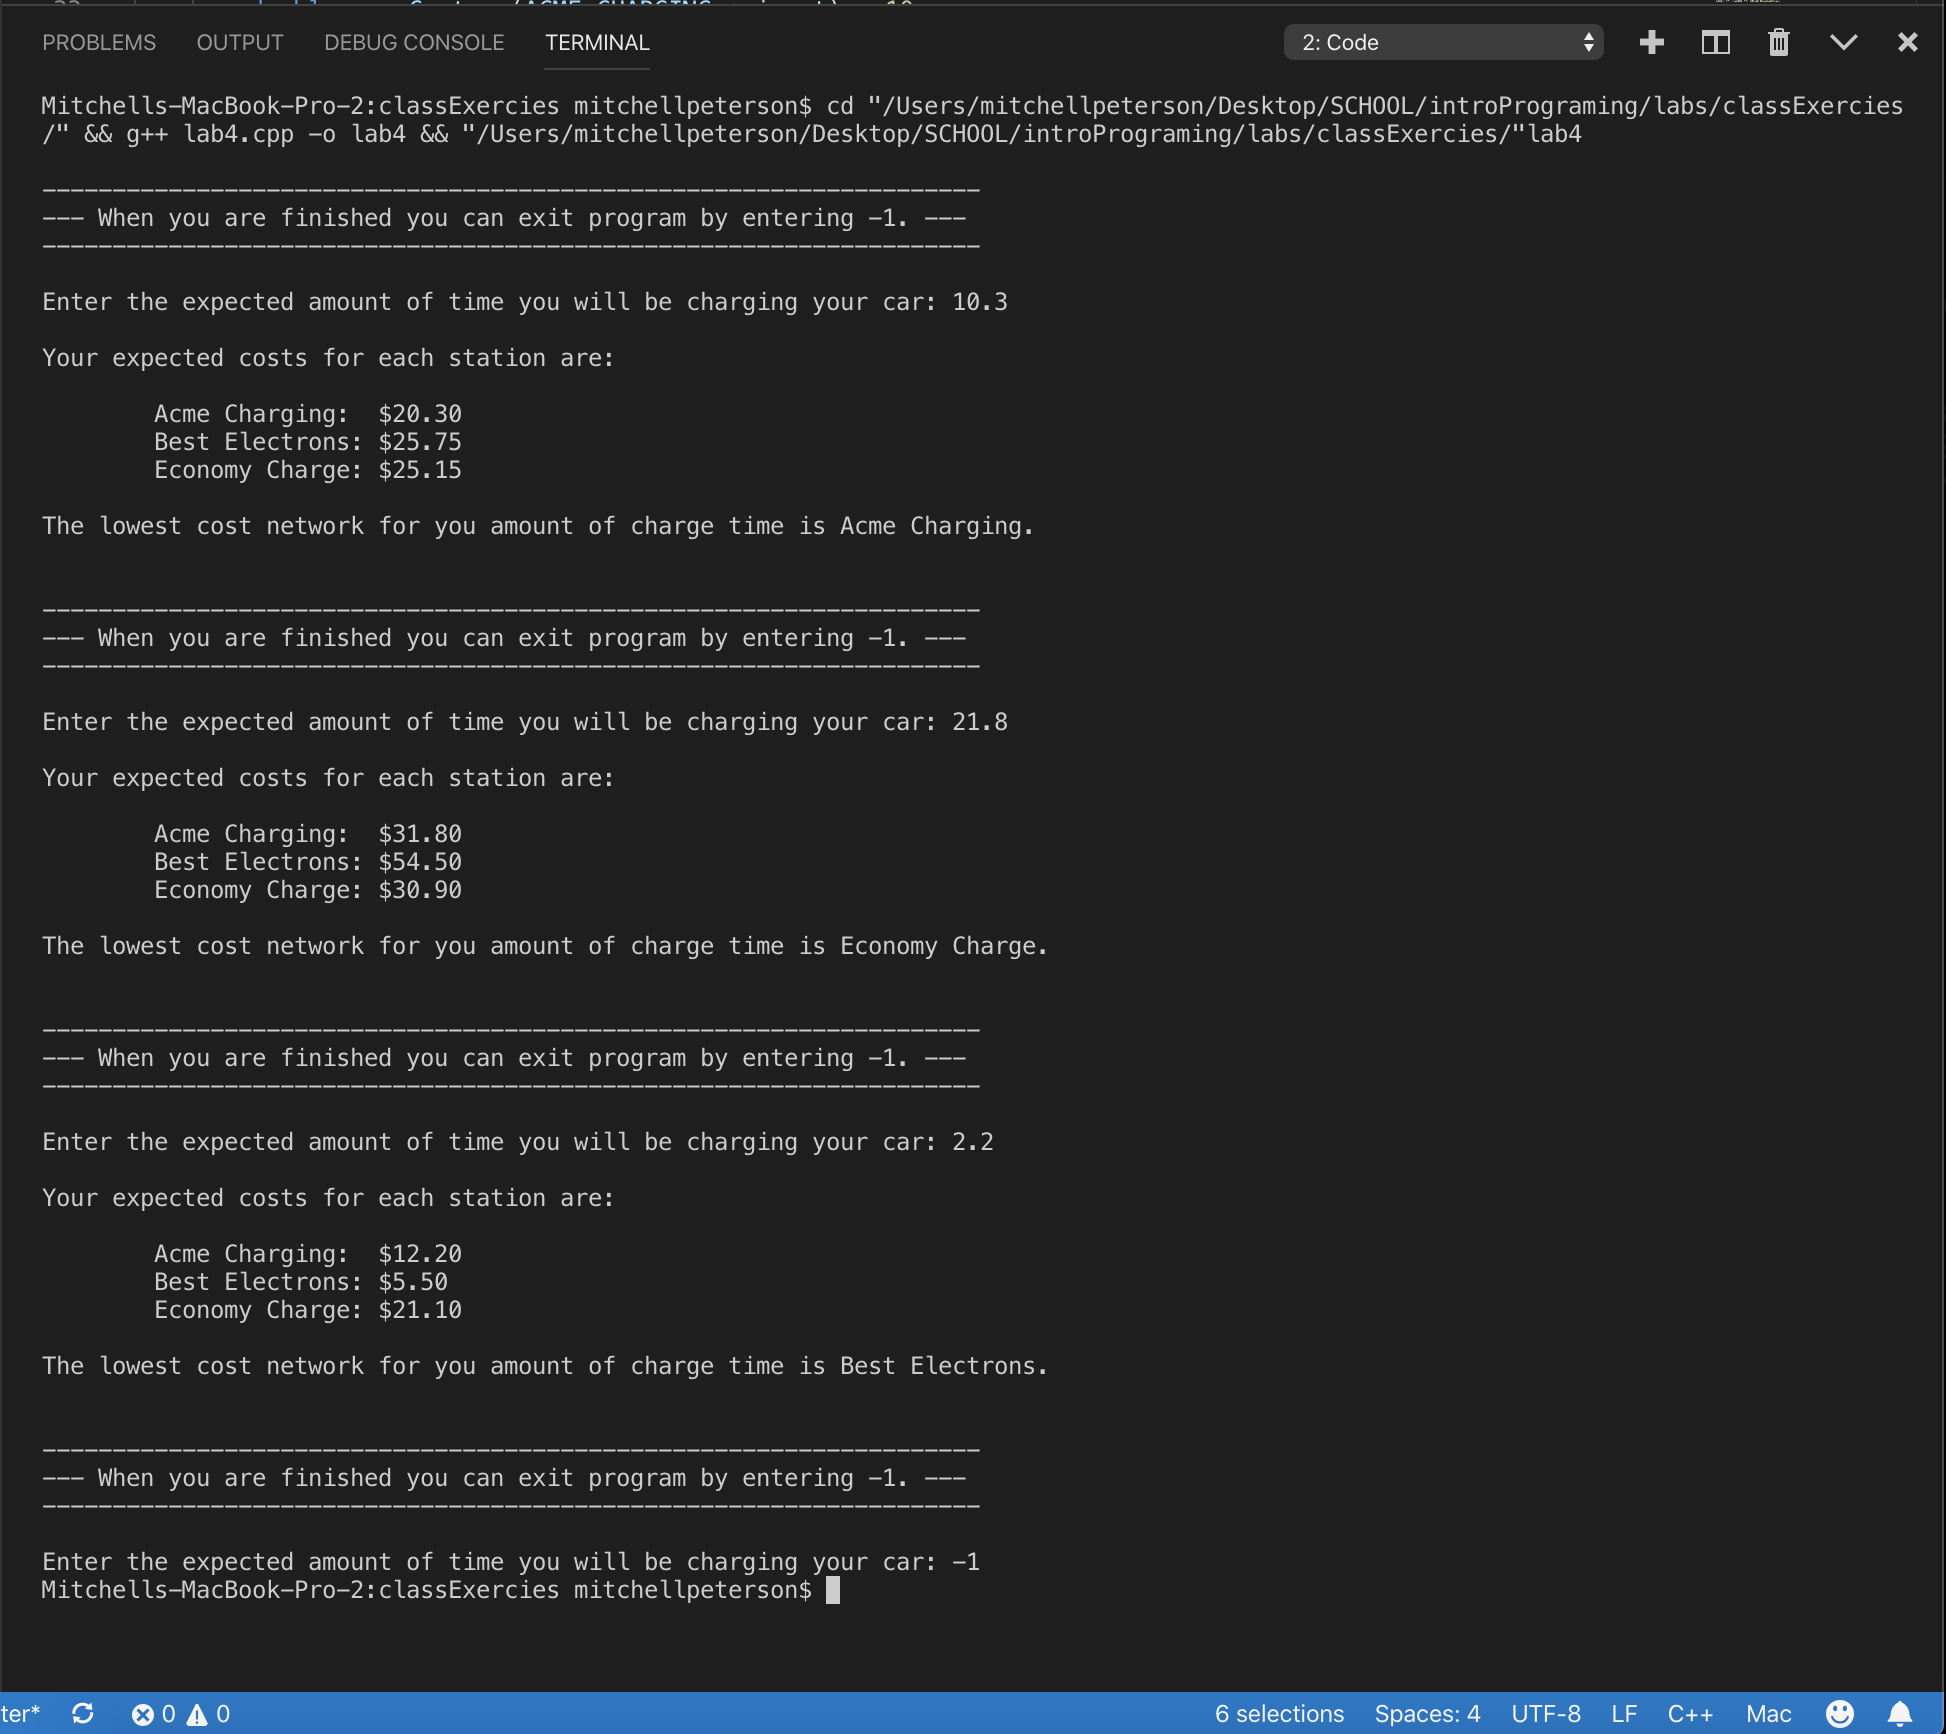 PROBLEMS OUTPUT DEBUG CONSOLE TERMINAL 2: Code
Mitchells-MacBook-Pro-2:classExercies mitchellpeterson$ cd "/Users/mitchellpeterson/Desktop/SCHOOL/introPrograming/labs/classExercies
/" && g++ lab4.cpp -o lab4 && "/Users/mitchellpeterson/Desktop/SCHOOL/introPrograming/labs/classExercies/"lab4
-------------------------------------------------------------------
--- When you are finished you can exit program by entering -1. ---
-------------------------------------------------------------------
Enter the expected amount of time you will be charging your car: 10.3
Your expected costs for each station are:
Acme Charging: $20.30
Best Electrons: $25.75
Economy Charge: $25.15
The lowest cost network for you amount of charge time is Acme Charging.
-------------------------------------------------------------------
--- When you are finished you can exit program by entering -1. ---
-------------------------------------------------------------------
Enter the expected amount of time you will be charging your car: 21.8
Your expected costs for each station are:
Acme Charging: $31.80
Best Electrons: $54.50
Economy Charge: $30.90
The lowest cost network for you amount of charge time is Economy Charge.
-------------------------------------------------------------------
--- When you are finished you can exit program by entering -1. ---
-------------------------------------------------------------------
Enter the expected amount of time you will be charging your car: 2.2
Your expected costs for each station are:
Acme Charging: $12.20
Best Electrons: $5.50
Economy Charge: $21.10
The lowest cost network for you amount of charge time is Best Electrons.
-------------------------------------------------------------------
--- When you are finished you can exit program by entering -1. ---
-------------------------------------------------------------------
Enter the expected amount of time you will be charging your car: -1
Mitchells-MacBook-Pro-2:classExercies mitchellpeterson$
ter* 0 0 6 selections Spaces: 4 UTF-8 LF C++ Mac